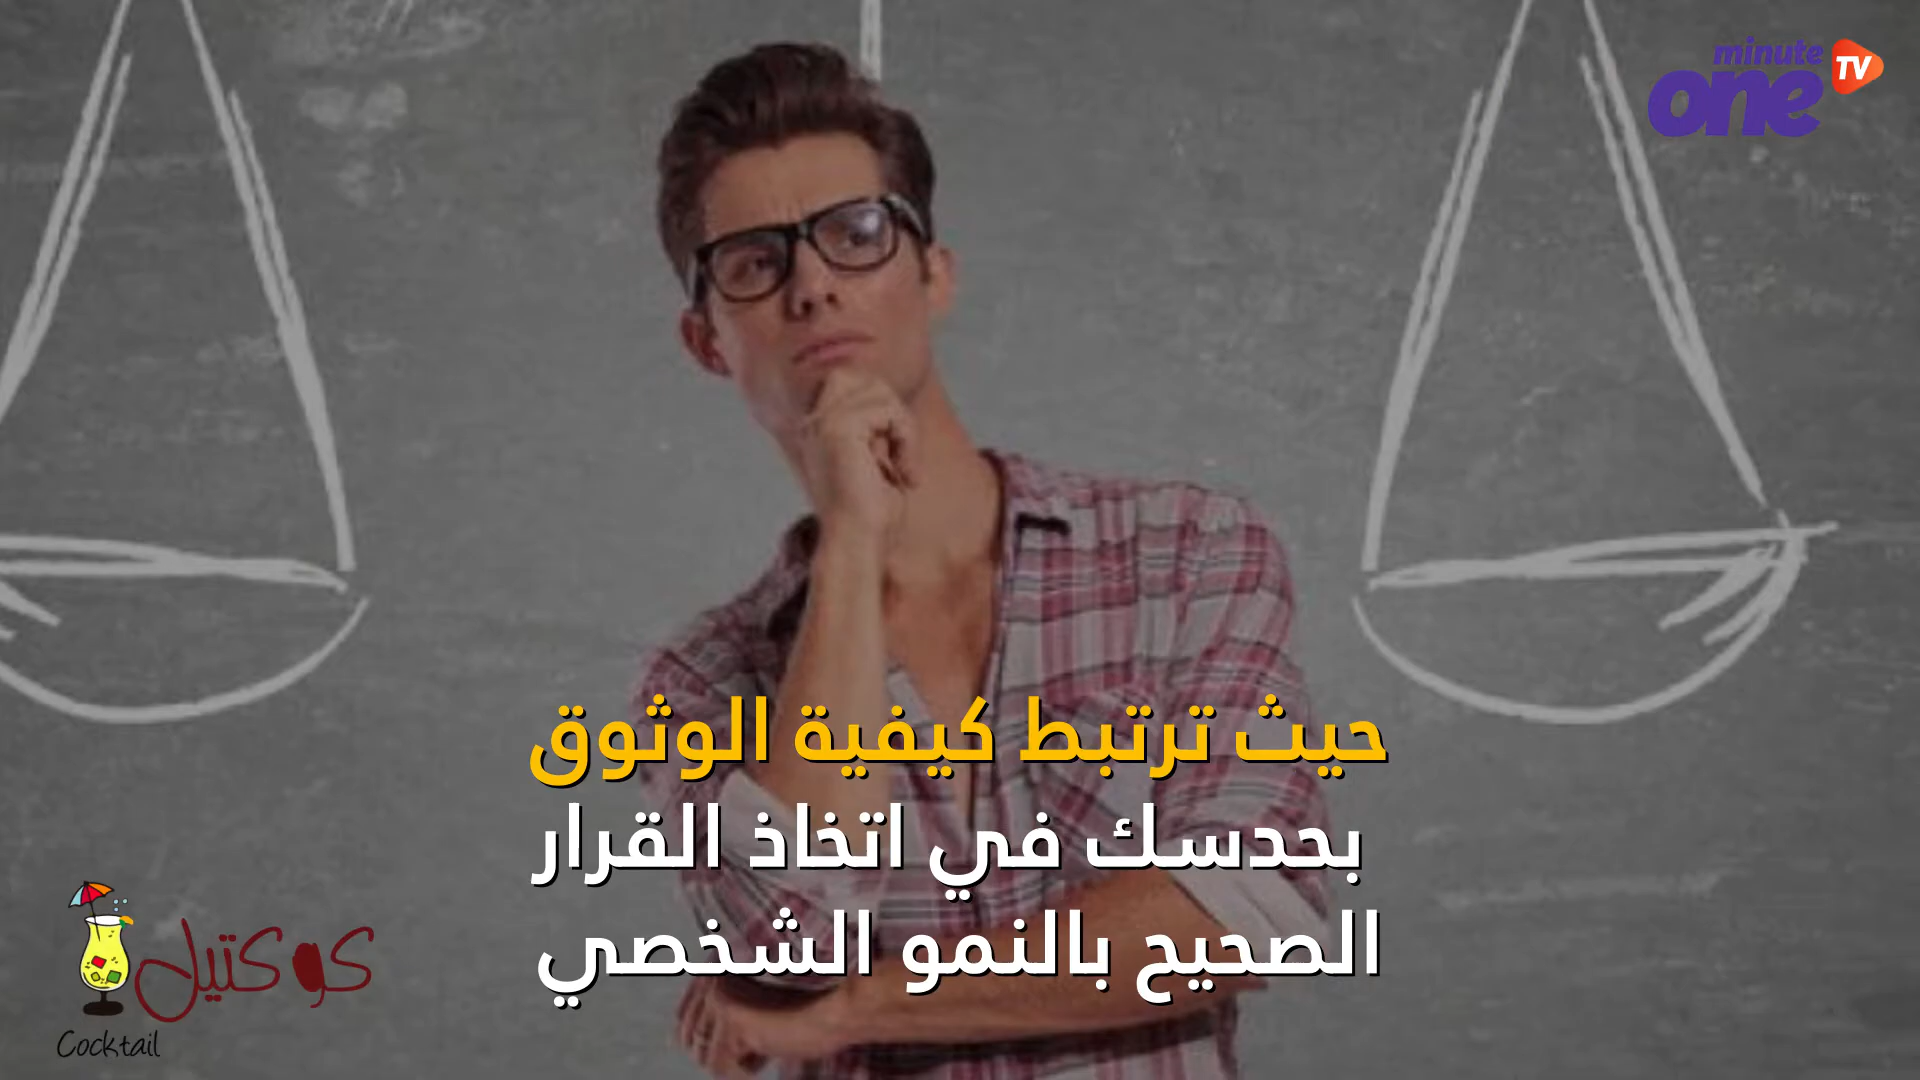 minute
one TV
حيث ترتبط كيفية الوثوق
بحدسك في اتخاذ القرار
الصحيح بالنمو الشخصي
كوكتيل
Cocktail